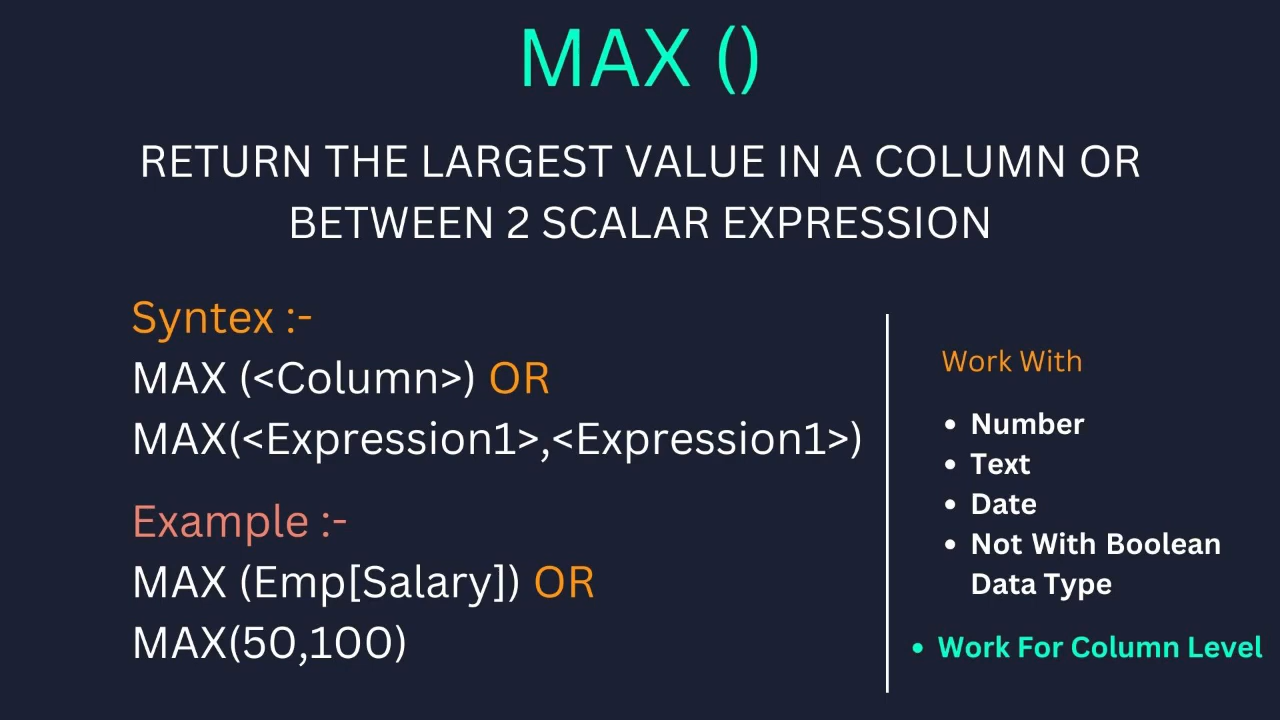 MAX ()
RETURN THE LARGEST VALUE IN A COLUMN OR
BETWEEN 2 SCALAR EXPRESSION
Syntex :-
MAX (<Column>) OR
MAX(<Expression1>,<Expression1>)
Example :-
MAX (Emp[Salary]) OR
MAX(50,100)
Work With
• Number
• Text
• Date
• Not With Boolean
Data Type
• Work For Column Level